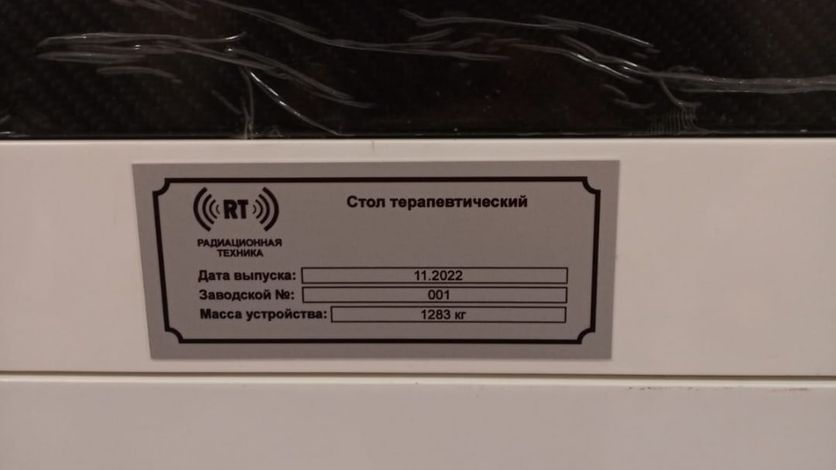 RT
РАДИАЦИОННАЯ
ТЕХНИКА
Стол терапевтический
Дата выпуска: 11.2022
Заводской №: 001
Масса устройства: 1283 кг